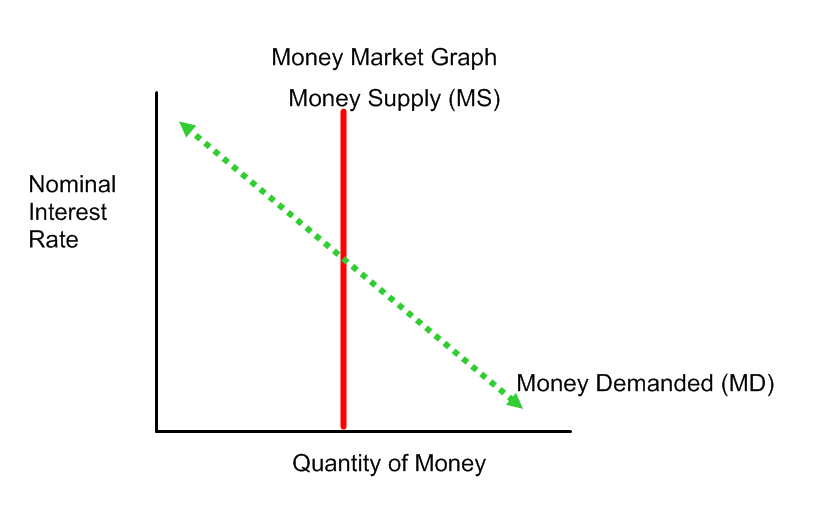 Money Market Graph
Money Supply (MS)
Nominal
Interest
Rate
Money Demanded (MD)
Quantity of Money